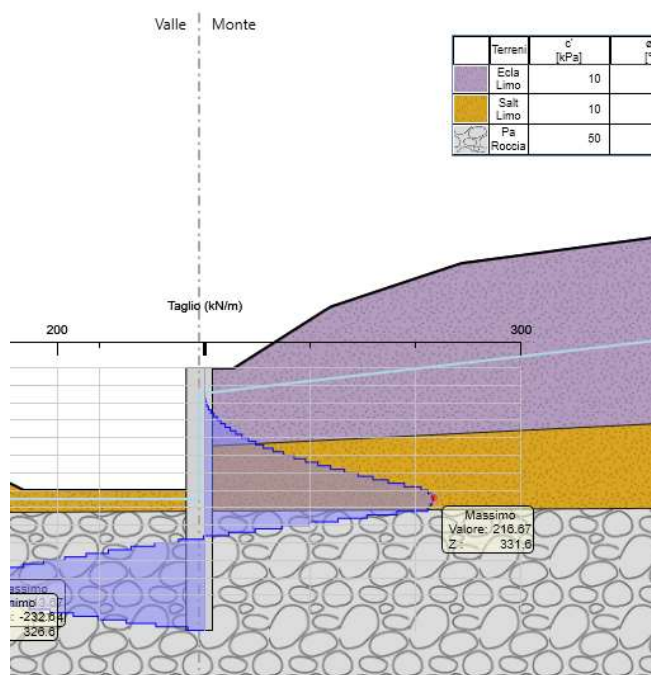 Valle Monte
Terreni c' ø
[kPa] [°
Ecla
Limo 10
Salt
Limo 10
Pa
Roccia 50
Taglio (kN/m)
200 300
Massimo
Valore: 216.67
Z : 331.6
assimo
nimo
: -232.64
326.6